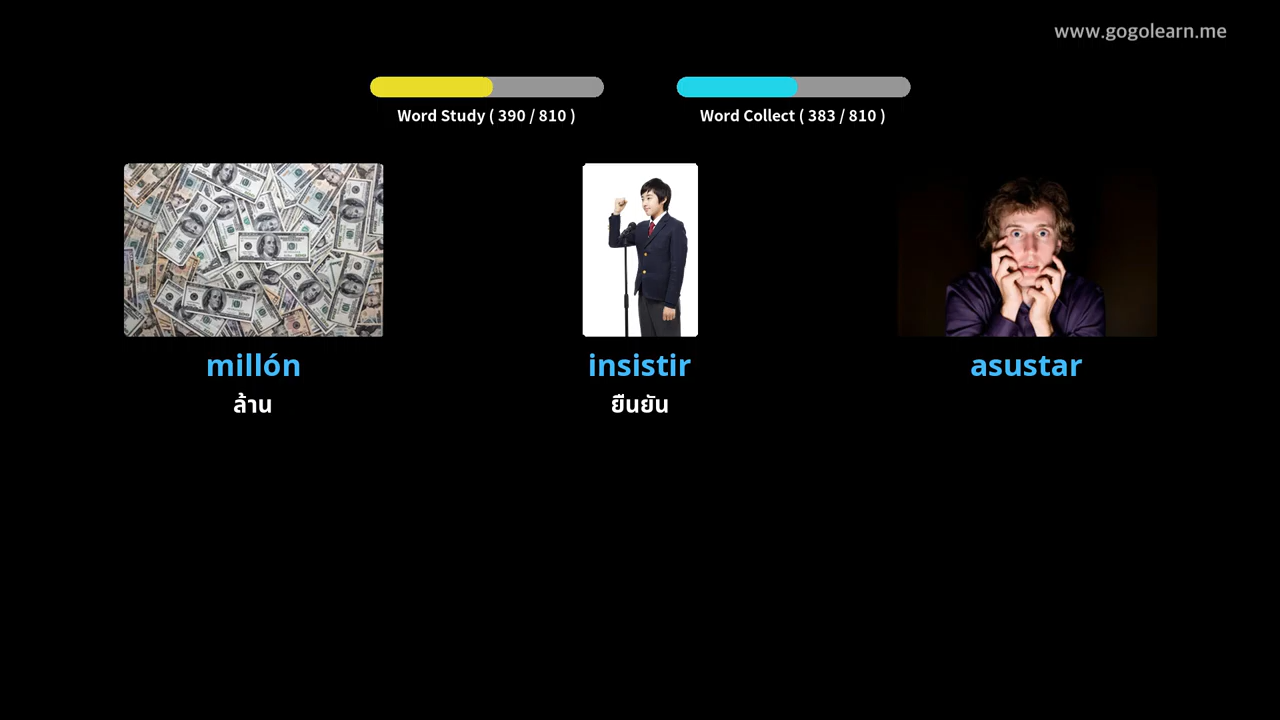 www.gogolearn.me
Word Study ( 390 / 810 )
Word Collect ( 383 / 810 )
millón
insistir
asustar
ล้าน
ยืนยัน